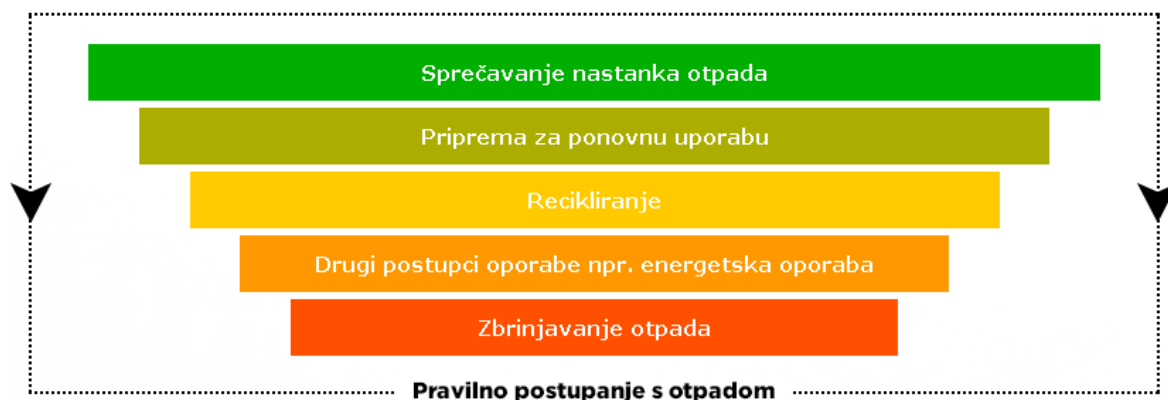 Sprečavanje nastanka otpada
Priprema za ponovnu uporabu
Recikliranje
Drugi postupci oporabe npr. energetska oporaba
Zbrinjavanje otpada
Pravilno postupanje s otpadom